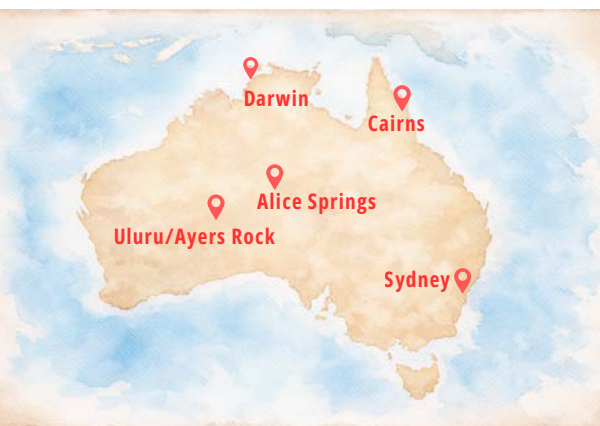 Darwin
Cairns
Alice Springs
Uluru/Ayers Rock
Sydney